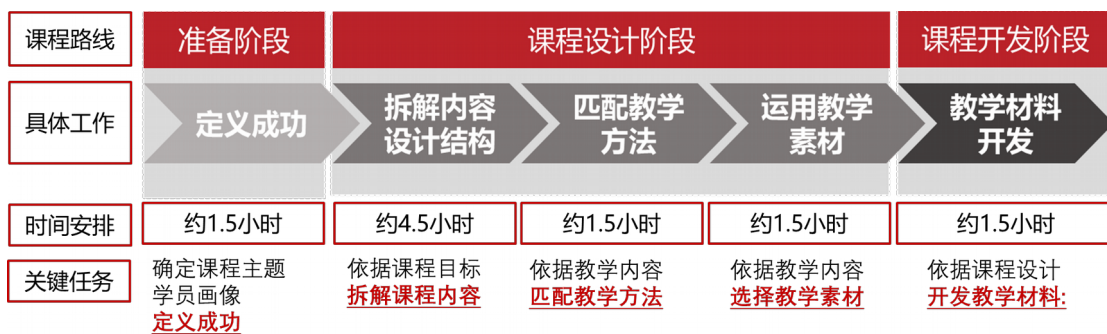 课程路线
准备阶段
课程设计阶段
课程开发阶段
具体工作
定义成功
拆解内容
设计结构
匹配教学
方法
运用教学
素材
教学材料
开发
时间安排
约1.5小时
约4.5小时
约1.5小时
约1.5小时
约1.5小时
关键任务
确定课程主题
学员画像
定义成功
依据课程目标
拆解课程内容
依据教学内容
匹配教学方法
依据教学内容
选择教学素材
依据课程设计
开发教学材料: